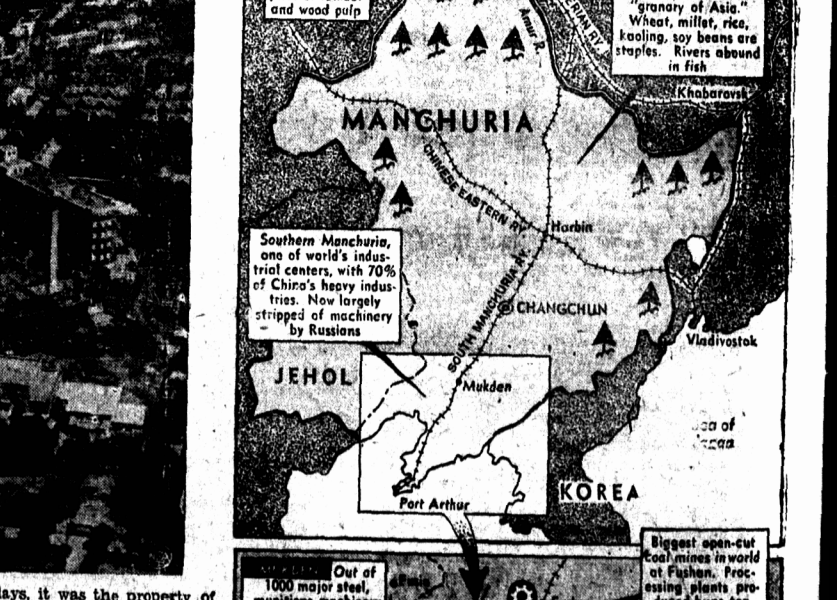 and wood pulp
Amur R.
"granary of Asia."
Wheat, millet, rice,
kaoling, soy beans are
staples. Rivers abound
in fish
Khabarovsk
MANCHURIA
CHINESE EASTERN RY.
Harbin
Southern Manchuria,
one of world's indus-
trial centers, with 70%
of China's heavy indus-
tries. Now largely
stripped of machinery
by Russians
SOUTH MANCHURIA RY.
CHANGCHUN
Vladivostok
JEHOL
Mukden
of
Port Arthur
KOREA
Out of
1000 major steel,
Biggest open-cut
coal mines in world
at Fushan. Proc-
essing plants pro-
days, it was the property of